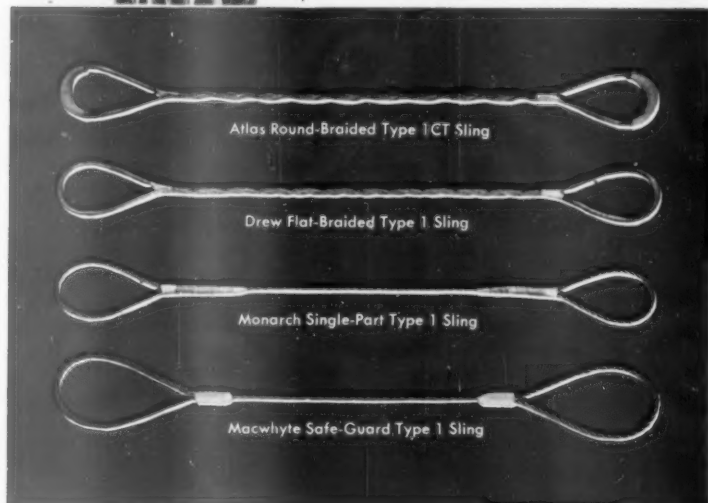 Atlas Round-Braided Type 1CT Sling
Drew Flat-Braided Type 1 Sling
Monarch Single-Part Type 1 Sling
Macwhyte Safe-Guard Type 1 Sling